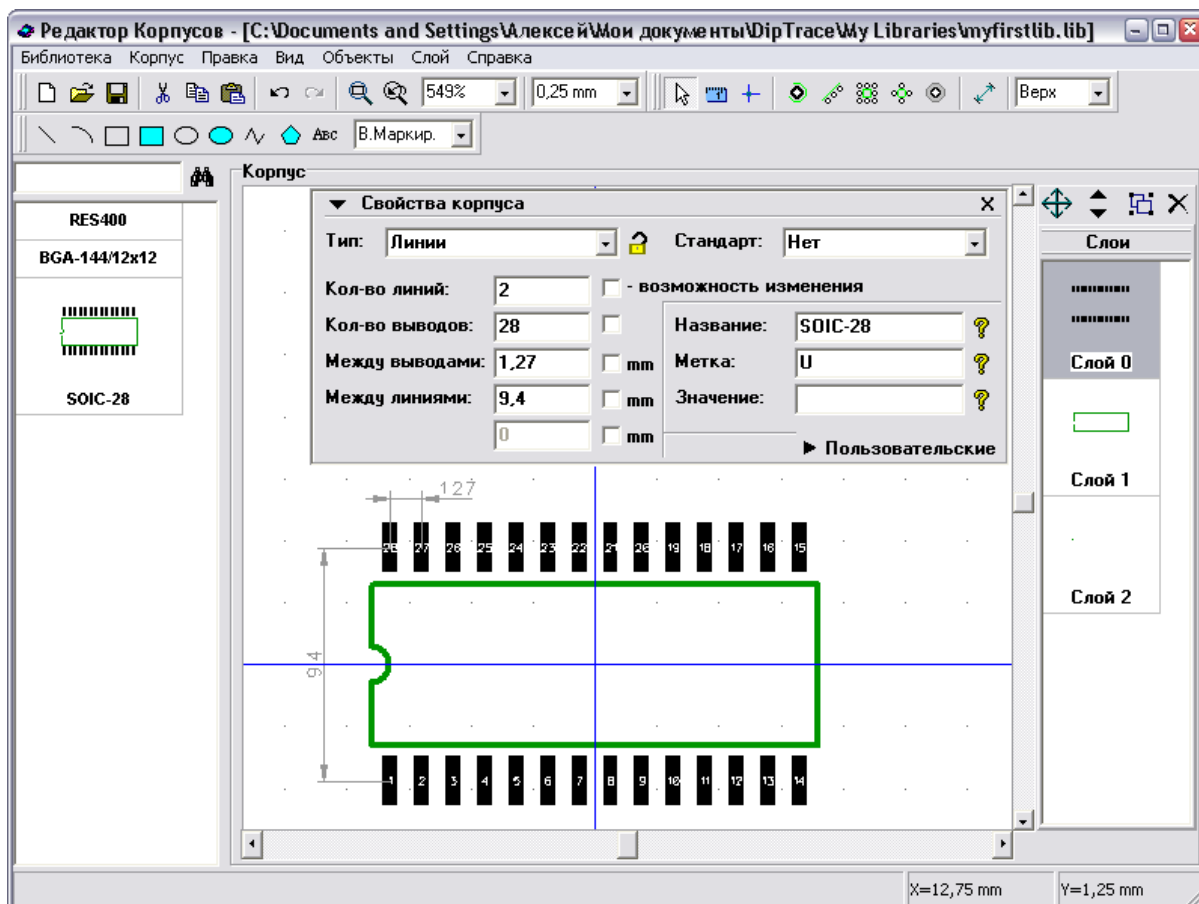 Редактор Корпусов - [C:\Documents and Settings\Алексей\Мои документы\DipTrace\My Libraries\myfirstlib.lib]
Библиотека Корпус Правка Вид Объекты Слой Справка
549% 0,25 mm Верх
Abc В.Маркир.
Корпус
RES400
BGA-144/12x12
SOIC-28
Свойства корпуса
Тип: Линии Стандарт: Нет
Кол-во линий: 2 - возможность изменения
Кол-во выводов: 28 Название: SOIC-28
Между выводами: 1,27 mm Метка: U
Между линиями: 9,4 mm Значение:
0 mm
Пользовательские
Слои
Слой 0
Слой 1
Слой 2
1.27
28 27 26 25 24 23 22 21 20 19 18 17 16 15
9.4
1 2 3 4 5 6 7 8 9 10 11 12 13 14
X=12,75 mm Y=1,25 mm